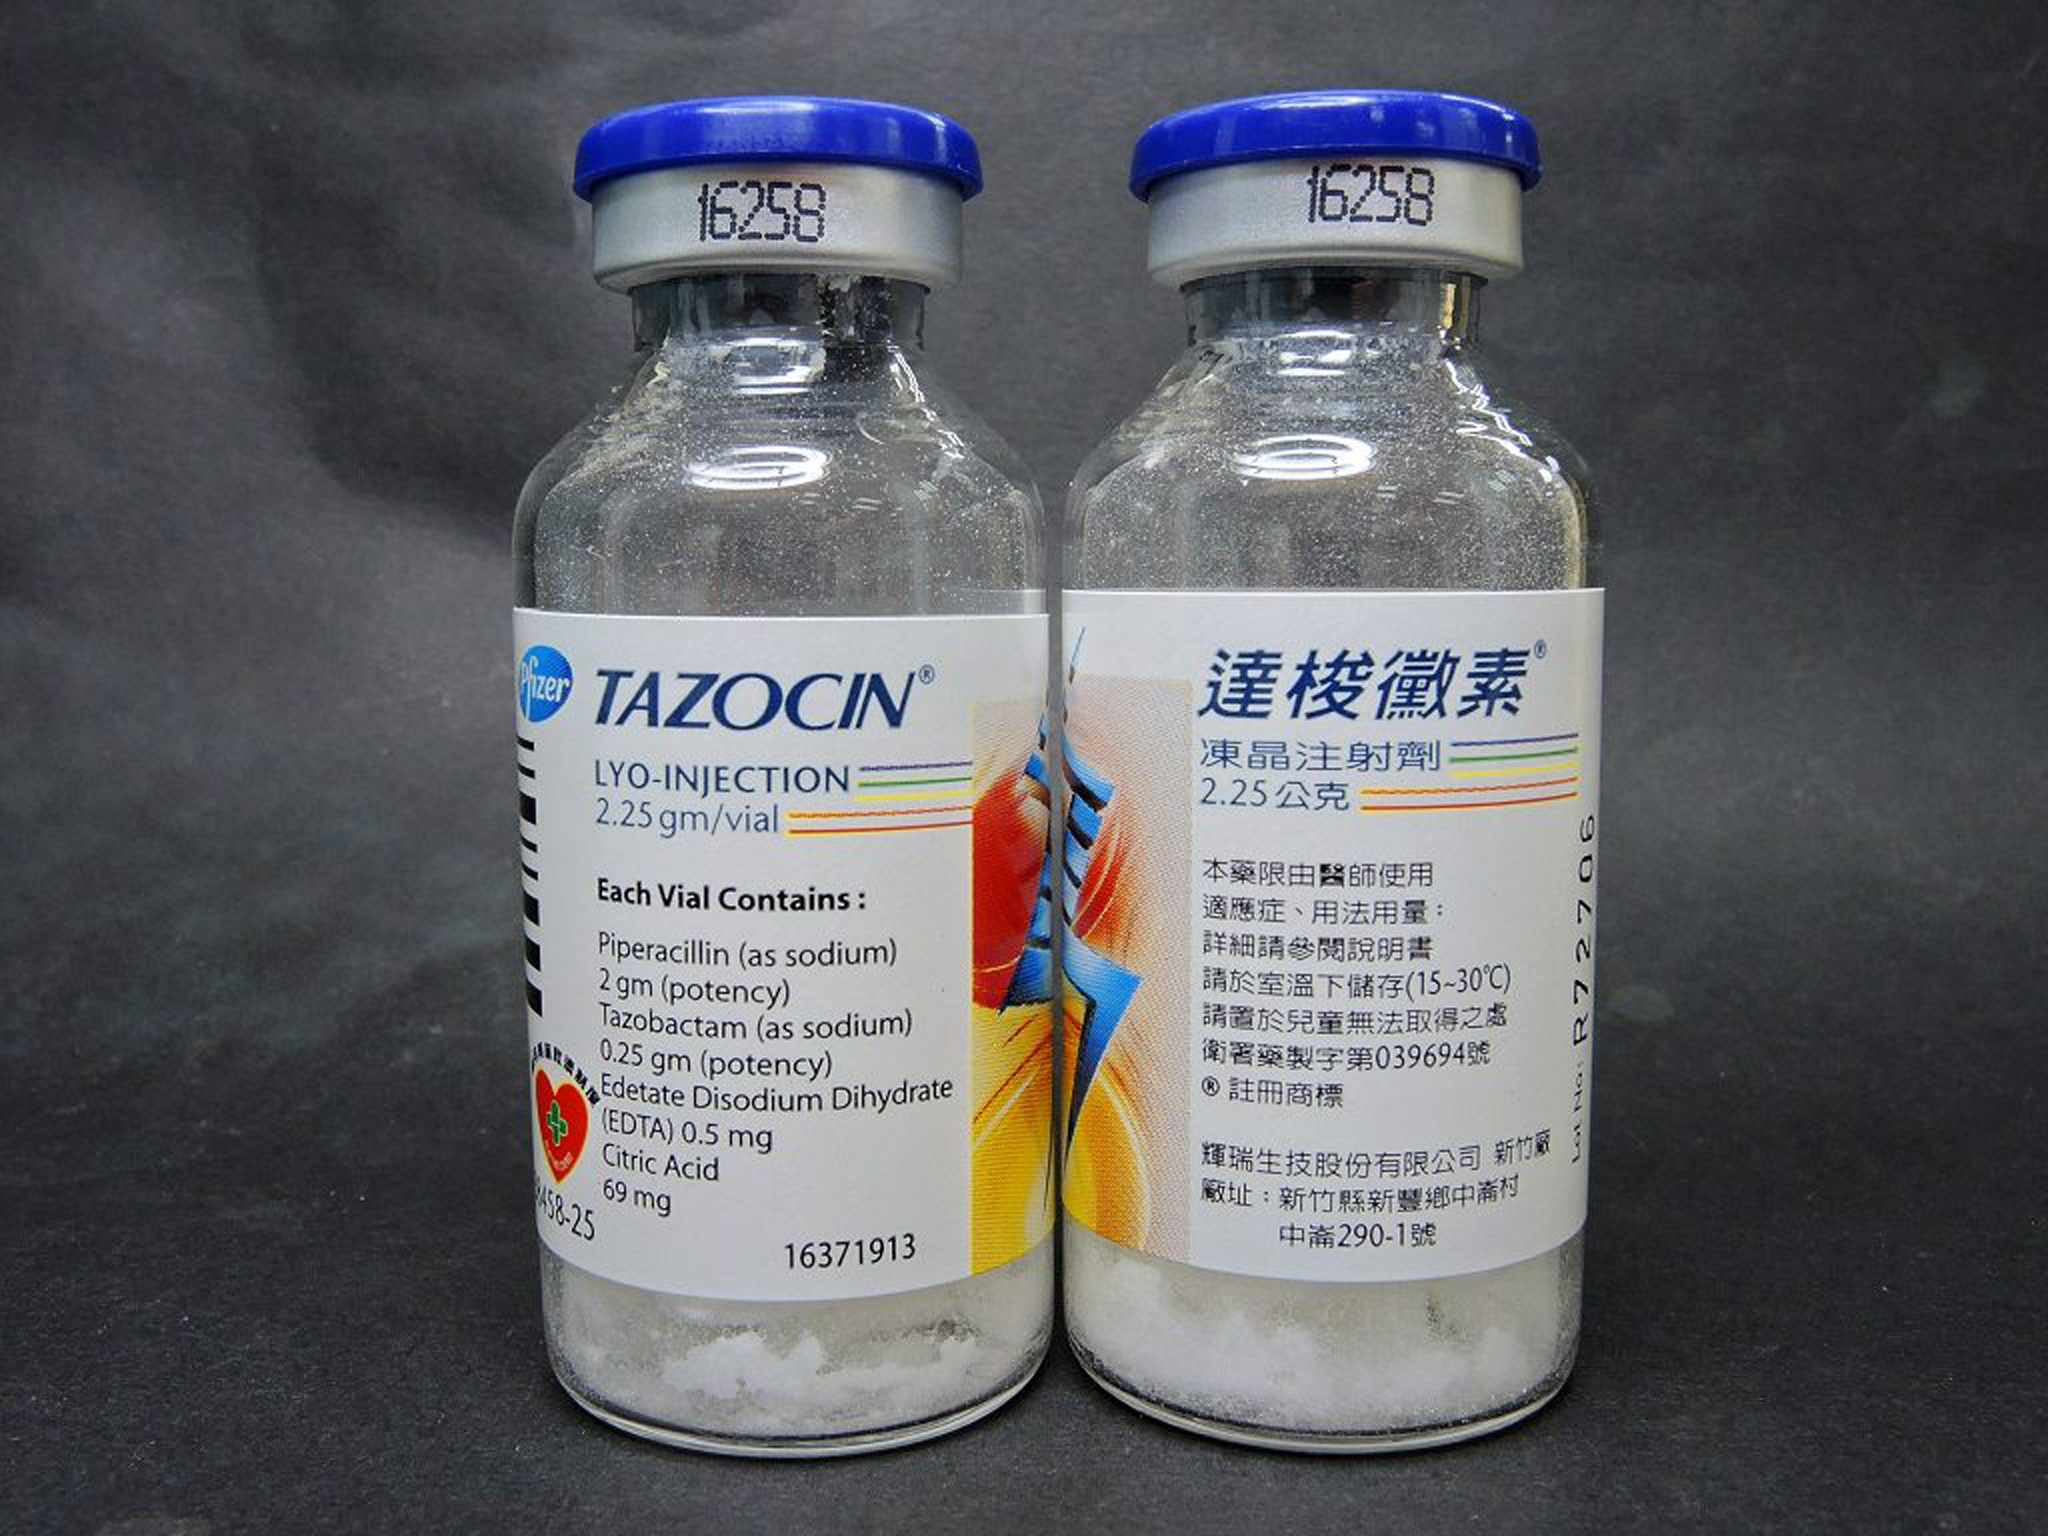 16258
Pfizer
TAZOCIN®
LYO-INJECTION
2.25 gm/vial
Each Vial Contains :
Piperacillin (as sodium)
2 gm (potency)
Tazobactam (as sodium)
0.25 gm (potency)
Edetate Disodium Dihydrate
(EDTA) 0.5 mg
Citric Acid
69 mg
458-25
16371913
16258
達梭黴素®
凍晶注射劑
2.25公克
本藥限由醫師使用
適應症、用法用量：
詳細請參閱說明書
請於室溫下儲存(15~30℃)
請置於兒童無法取得之處
衛署藥製字第039694號
® 註冊商標
輝瑞生技股份有限公司 新竹廠
廠址：新竹縣新豐鄉中崙村
中崙290-1號
Lot No: R72706